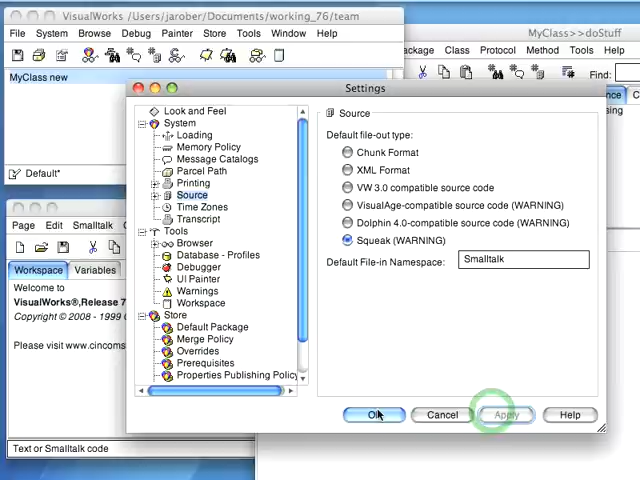 VisualWorks /Users/jarober/Documents/working_76/team
File System Browse Debug Painter Store Tools Window Help
MyClass new
Default*
MyClass>>doStuff
Class Protocol Method Tools Help
Find:
Settings
Look and Feel
System
Loading
Memory Policy
Message Catalogs
Parcel Path
Printing
Source
Time Zones
Transcript
Tools
Browser
Database - Profiles
Debugger
UI Painter
Warnings
Workspace
Store
Default Package
Merge Policy
Overrides
Prerequisites
Properties Publishing Policy
Source
Default file-out type:
Chunk Format
XML Format
VW 3.0 compatible source code
VisualAge-compatible source code (WARNING)
Dolphin 4.0-compatible source code (WARNING)
Squeak (WARNING)
Default File-in Namespace: Smalltalk
OK Cancel Apply Help
Page Edit Smalltalk
Workspace Variables
Welcome to
VisualWorks®,Release 7
Copyright © 2008 - 1999
Please visit www.cincoms
Text or Smalltalk code